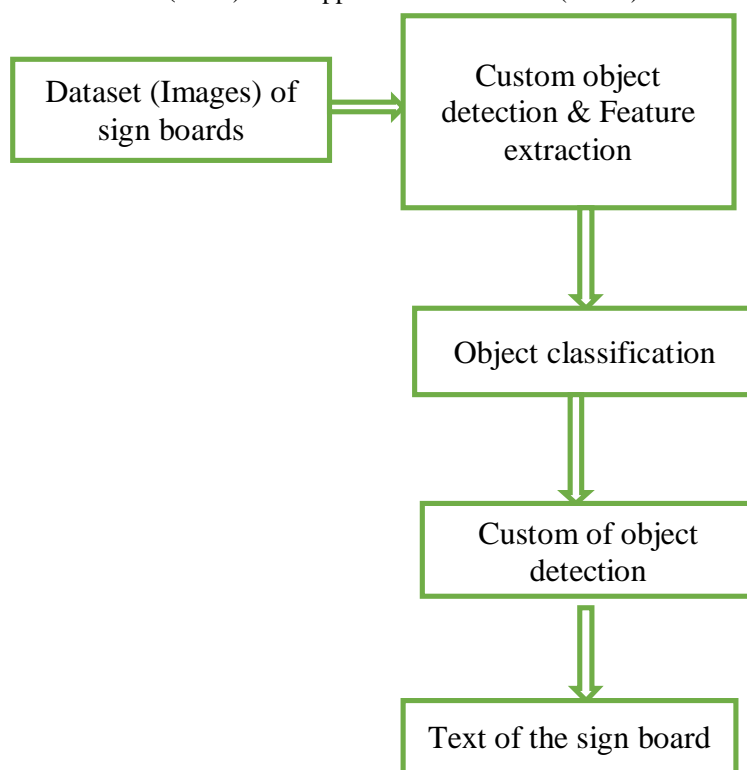 Dataset (Images) of
sign boards
Custom object
detection & Feature
extraction
Object classification
Custom of object
detection
Text of the sign board